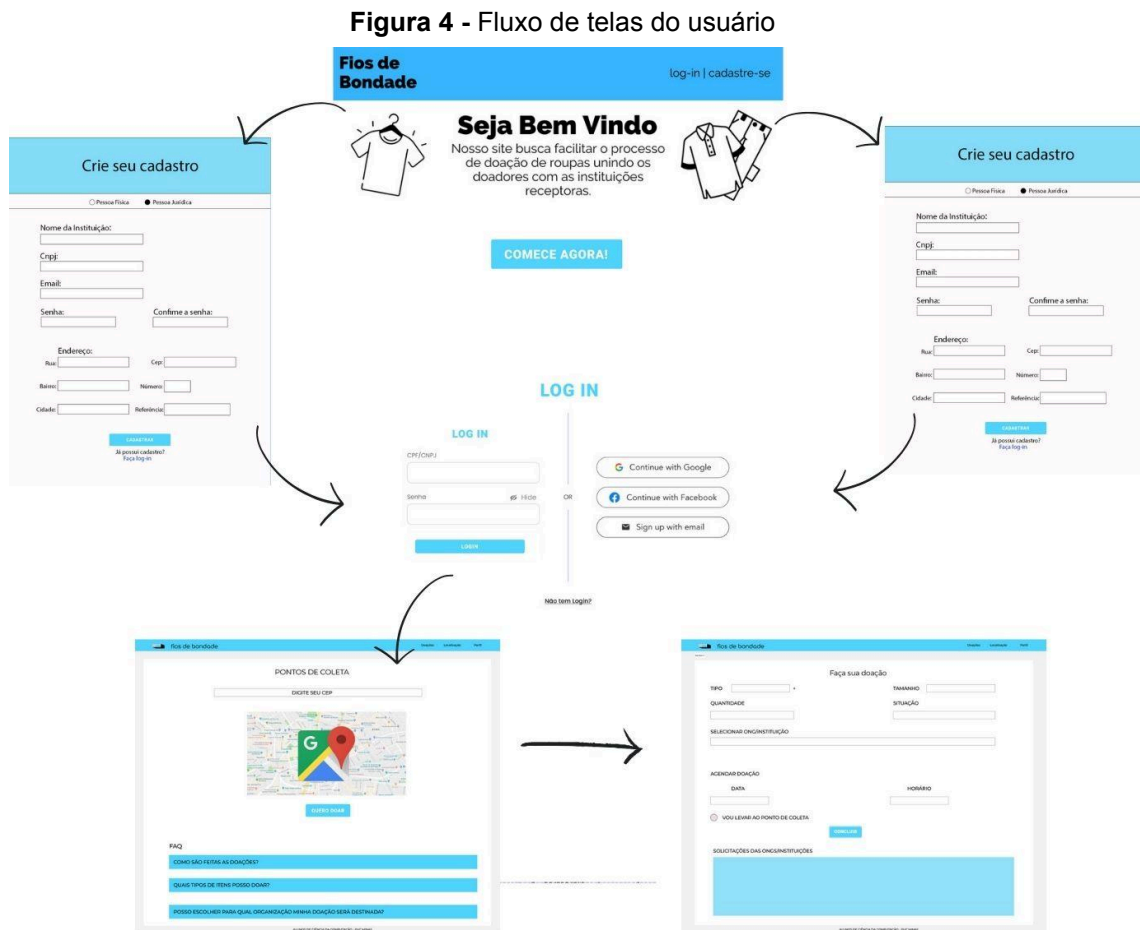 Figura 4 - Fluxo de telas do usuário
Fios de
Bondade
log-in | cadastre-se
Seja Bem Vindo
Nosso site busca facilitar o processo
de doação de roupas unindo os
doadores com as instituições
receptoras.
COMECE AGORA!
Crie seu cadastro
Pessoa Física Pessoa Jurídica
Nome da Instituição:
Cnpj:
Email:
Senha: Confirme a senha:
Endereço:
Rua: Cep:
Bairro: Número:
Cidade: Referência:
CADASTRAR
Já possui cadastro?
Faça log-in
Crie seu cadastro
Pessoa Física Pessoa Jurídica
Nome da Instituição:
Cnpj:
Email:
Senha: Confirme a senha:
Endereço:
Rua: Cep:
Bairro: Número:
Cidade: Referência:
CADASTRAR
Já possui cadastro?
Faça log-in
LOG IN
LOG IN
CPF/CNPJ
Senha Hide
LOGIN
OR
Continue with Google
Continue with Facebook
Sign up with email
Não tem Login?
fios de bondade
PONTOS DE COLETA
DIGITE SEU CEP
G
QUERO DOAR
FAQ
COMO SÃO FEITAS AS DOAÇÕES?
QUAIS TIPOS DE ITENS POSSO DOAR?
POSSO ESCOLHER PARA QUAL ORGANIZAÇÃO MINHA DOAÇÃO SERÁ DESTINADA?
fios de bondade
Faça sua doação
TIPO TAMANHO
QUANTIDADE SITUAÇÃO
SELECIONAR ONG/INSTITUIÇÃO
AGENDAR DOAÇÃO
DATA HORÁRIO
VOU LEVAR AO PONTO DE COLETA
SOLICITAÇÕES DAS ONGS/INSTITUIÇÕES